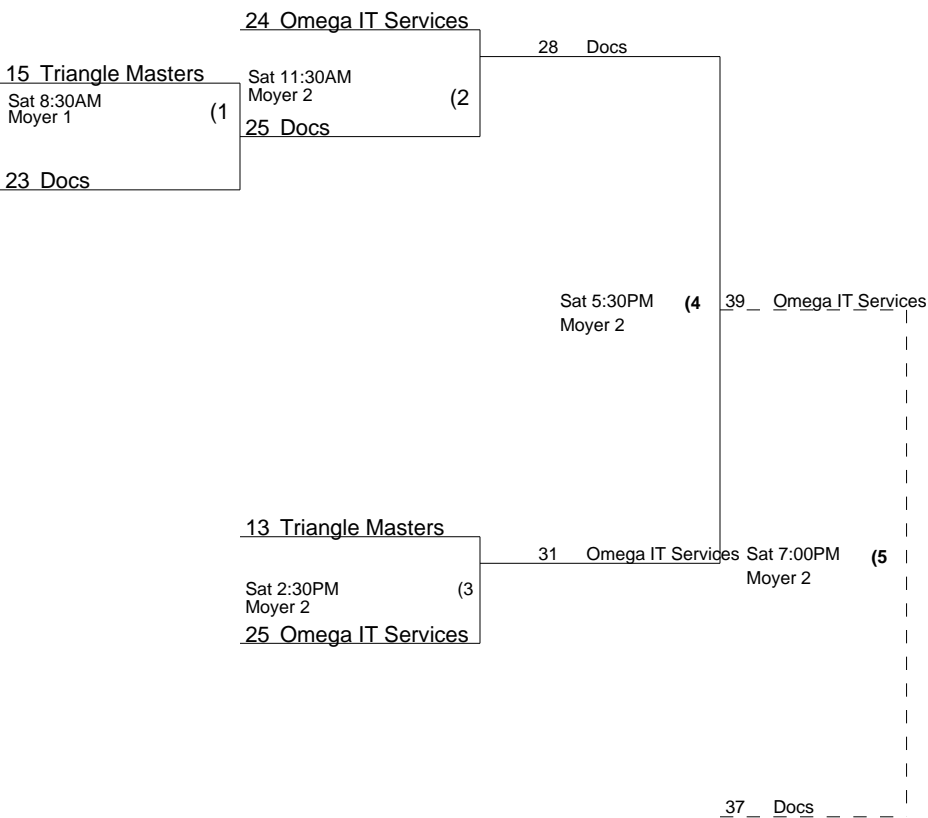 24 Omega IT Services
28 Docs
15 Triangle Masters
Sat 11:30AM
Moyer 2
(2
Sat 8:30AM
Moyer 1
(1
25 Docs
23 Docs
Sat 5:30PM
Moyer 2
(4
39 Omega IT Services
13 Triangle Masters
31 Omega IT Services
Sat 7:00PM
Moyer 2
(5
Sat 2:30PM
Moyer 2
(3
25 Omega IT Services
37 Docs